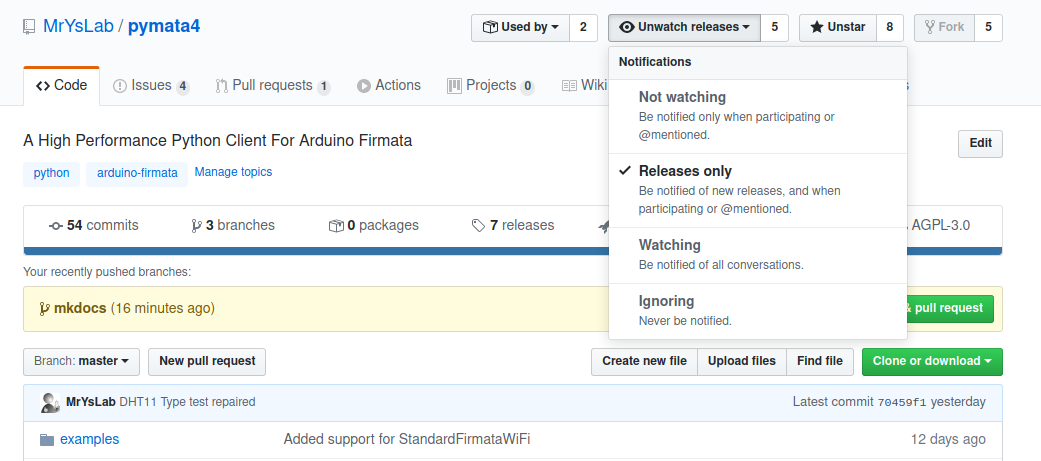 MrYsLab / pymata4
Used by 2
Unwatch releases 5
Unstar 8
Fork 5
Code
Issues 4
Pull requests 1
Actions
Projects 0
Wiki
Notifications
Not watching
Be notified only when participating or
@mentioned.
Releases only
Be notified of new releases, and when
participating or @mentioned.
Watching
Be notified of all conversations.
Ignoring
Never be notified.
A High Performance Python Client For Arduino Firmata
Edit
python arduino-firmata Manage topics
54 commits
3 branches
0 packages
7 releases
AGPL-3.0
Your recently pushed branches:
mkdocs (16 minutes ago)
pull request
Branch: master
New pull request
Create new file
Upload files
Find file
Clone or download
MrYsLab DHT11 Type test repaired
Latest commit 70459f1 yesterday
examples Added support for StandardFirmataWiFi 12 days ago